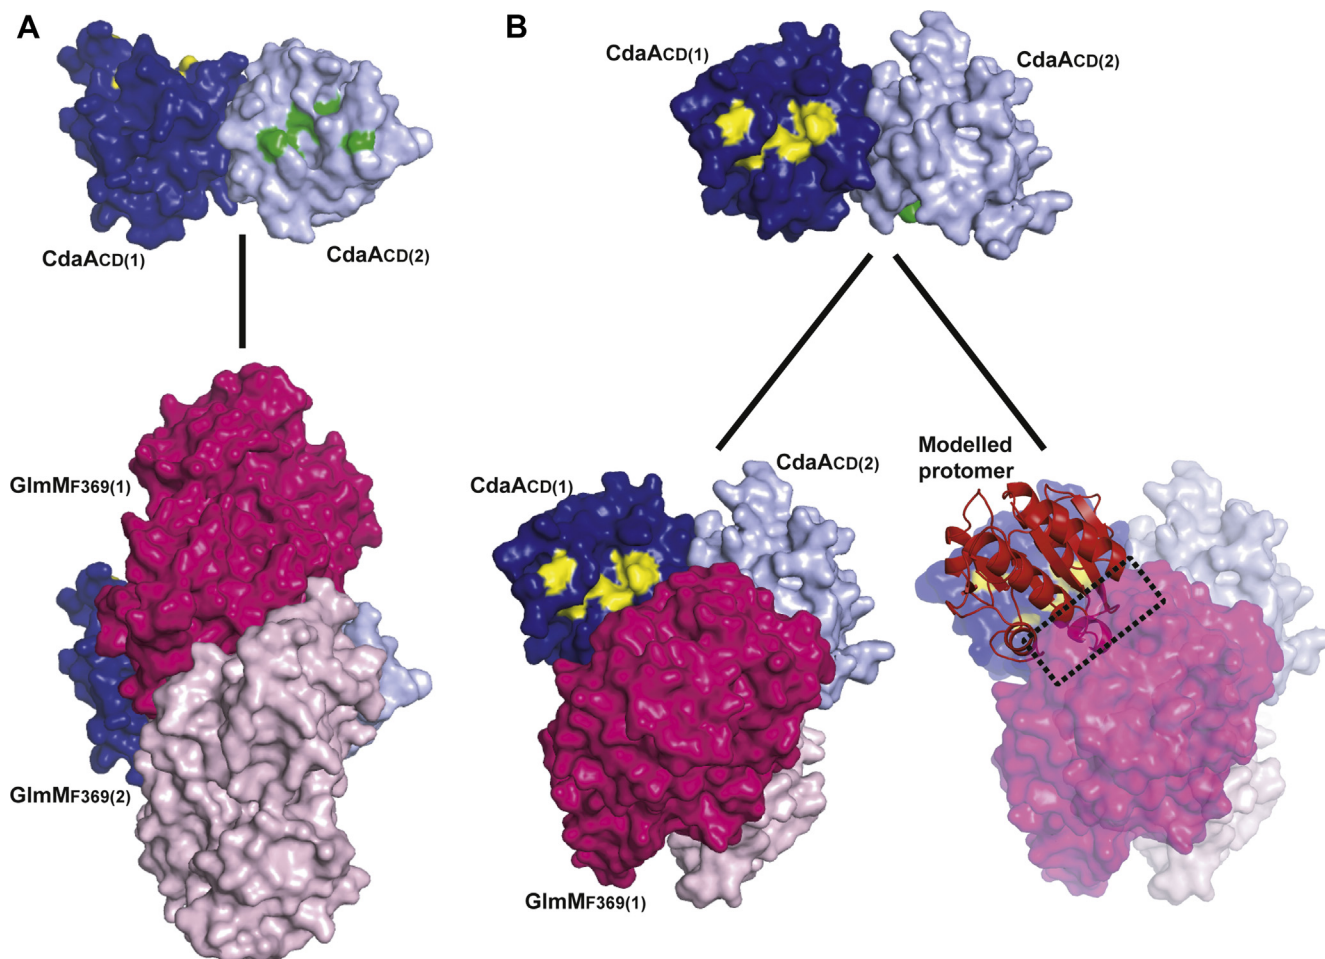 A
B
CdaACD(1)
CdaACD(2)
CdaACD(1)
CdaACD(2)
GlmMF369(1)
GlmMF369(2)
Modelled
protomer
CdaACD(1)
CdaACD(2)
GlmMF369(1)